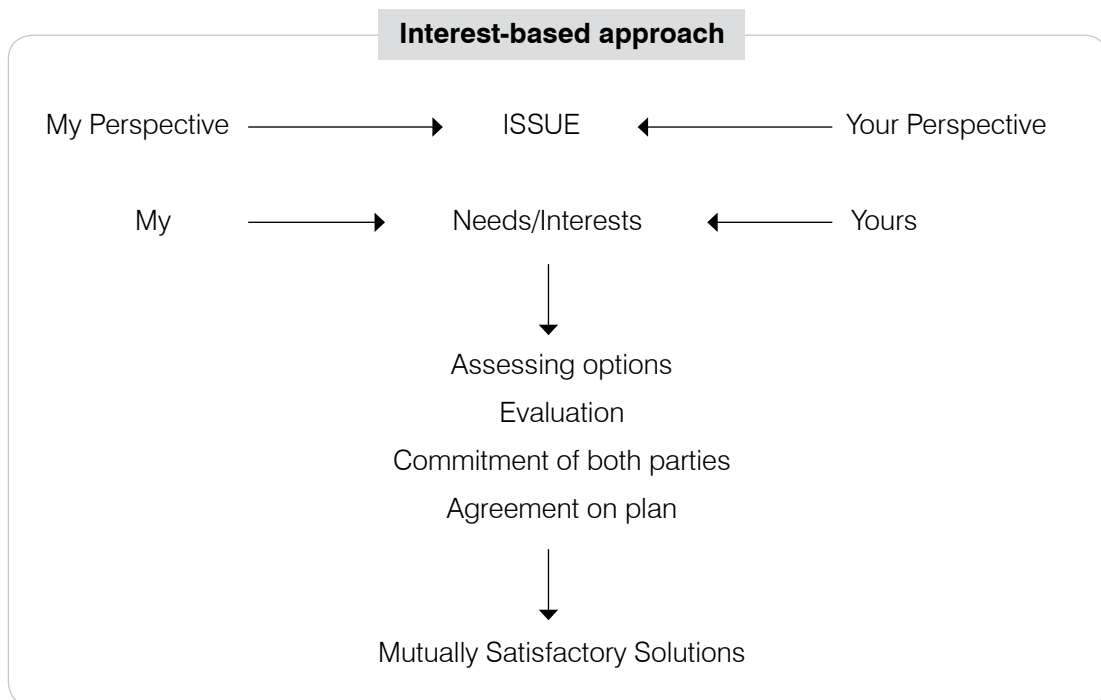 Interest-based approach
My Perspective ISSUE Your Perspective
My Needs/Interests Yours
Assessing options
Evaluation
Commitment of both parties
Agreement on plan
Mutually Satisfactory Solutions